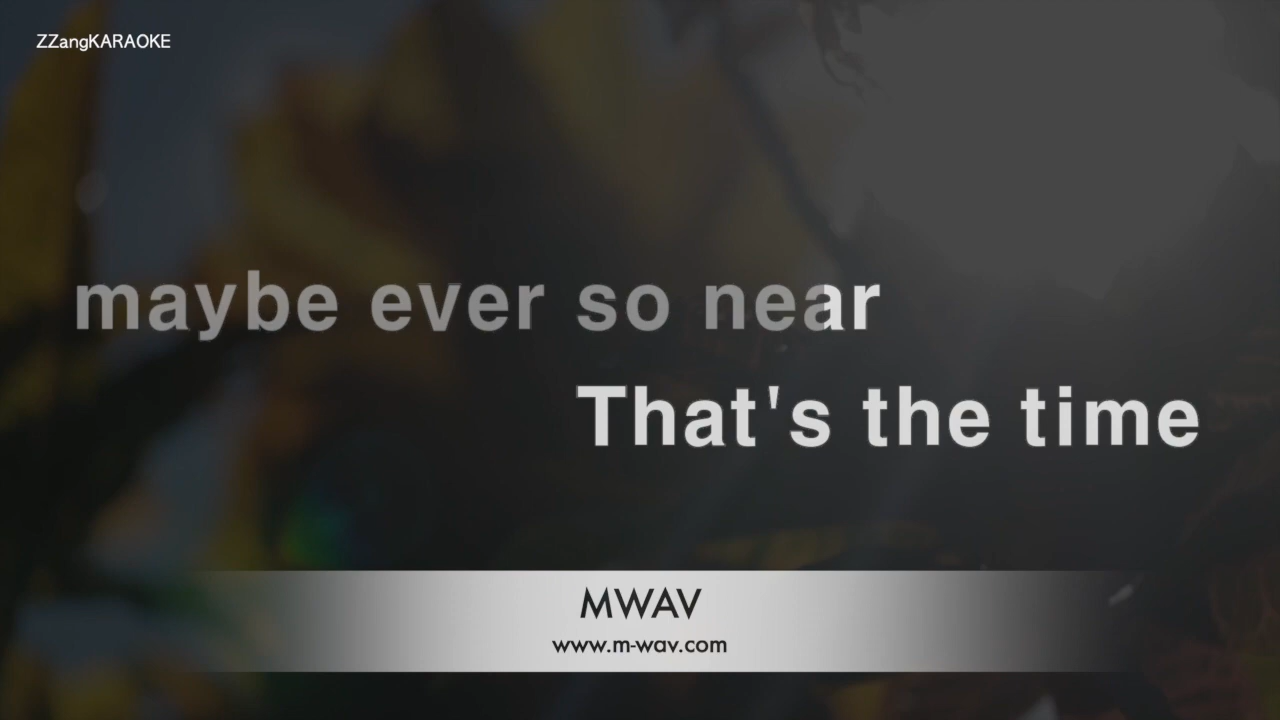 ZZangKARAOKE
maybe ever so near
That's the time
MWAV
www.m-wav.com